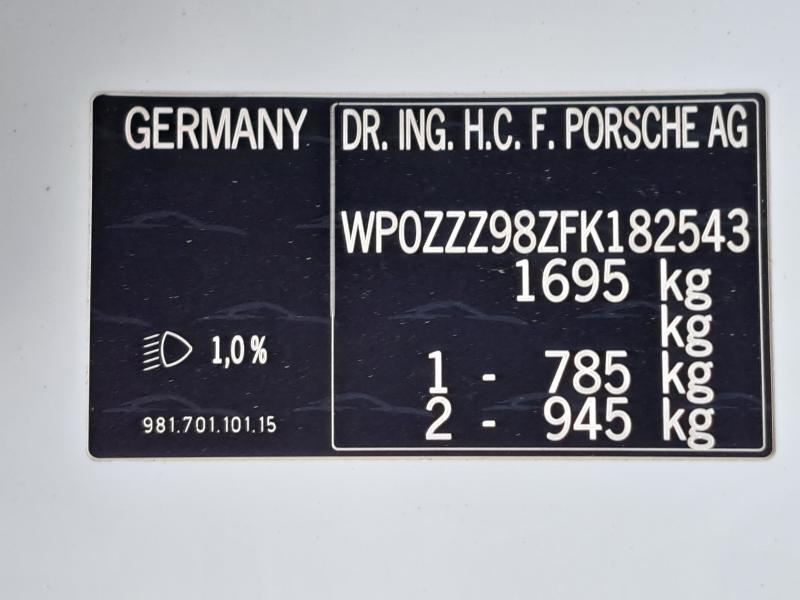 GERMANY
1,0 %
981.701.101.15
DR. ING. H.C. F. PORSCHE AG
WP0ZZZ98ZFK182543
1695 kg
kg
1 - 785 kg
2 - 945 kg